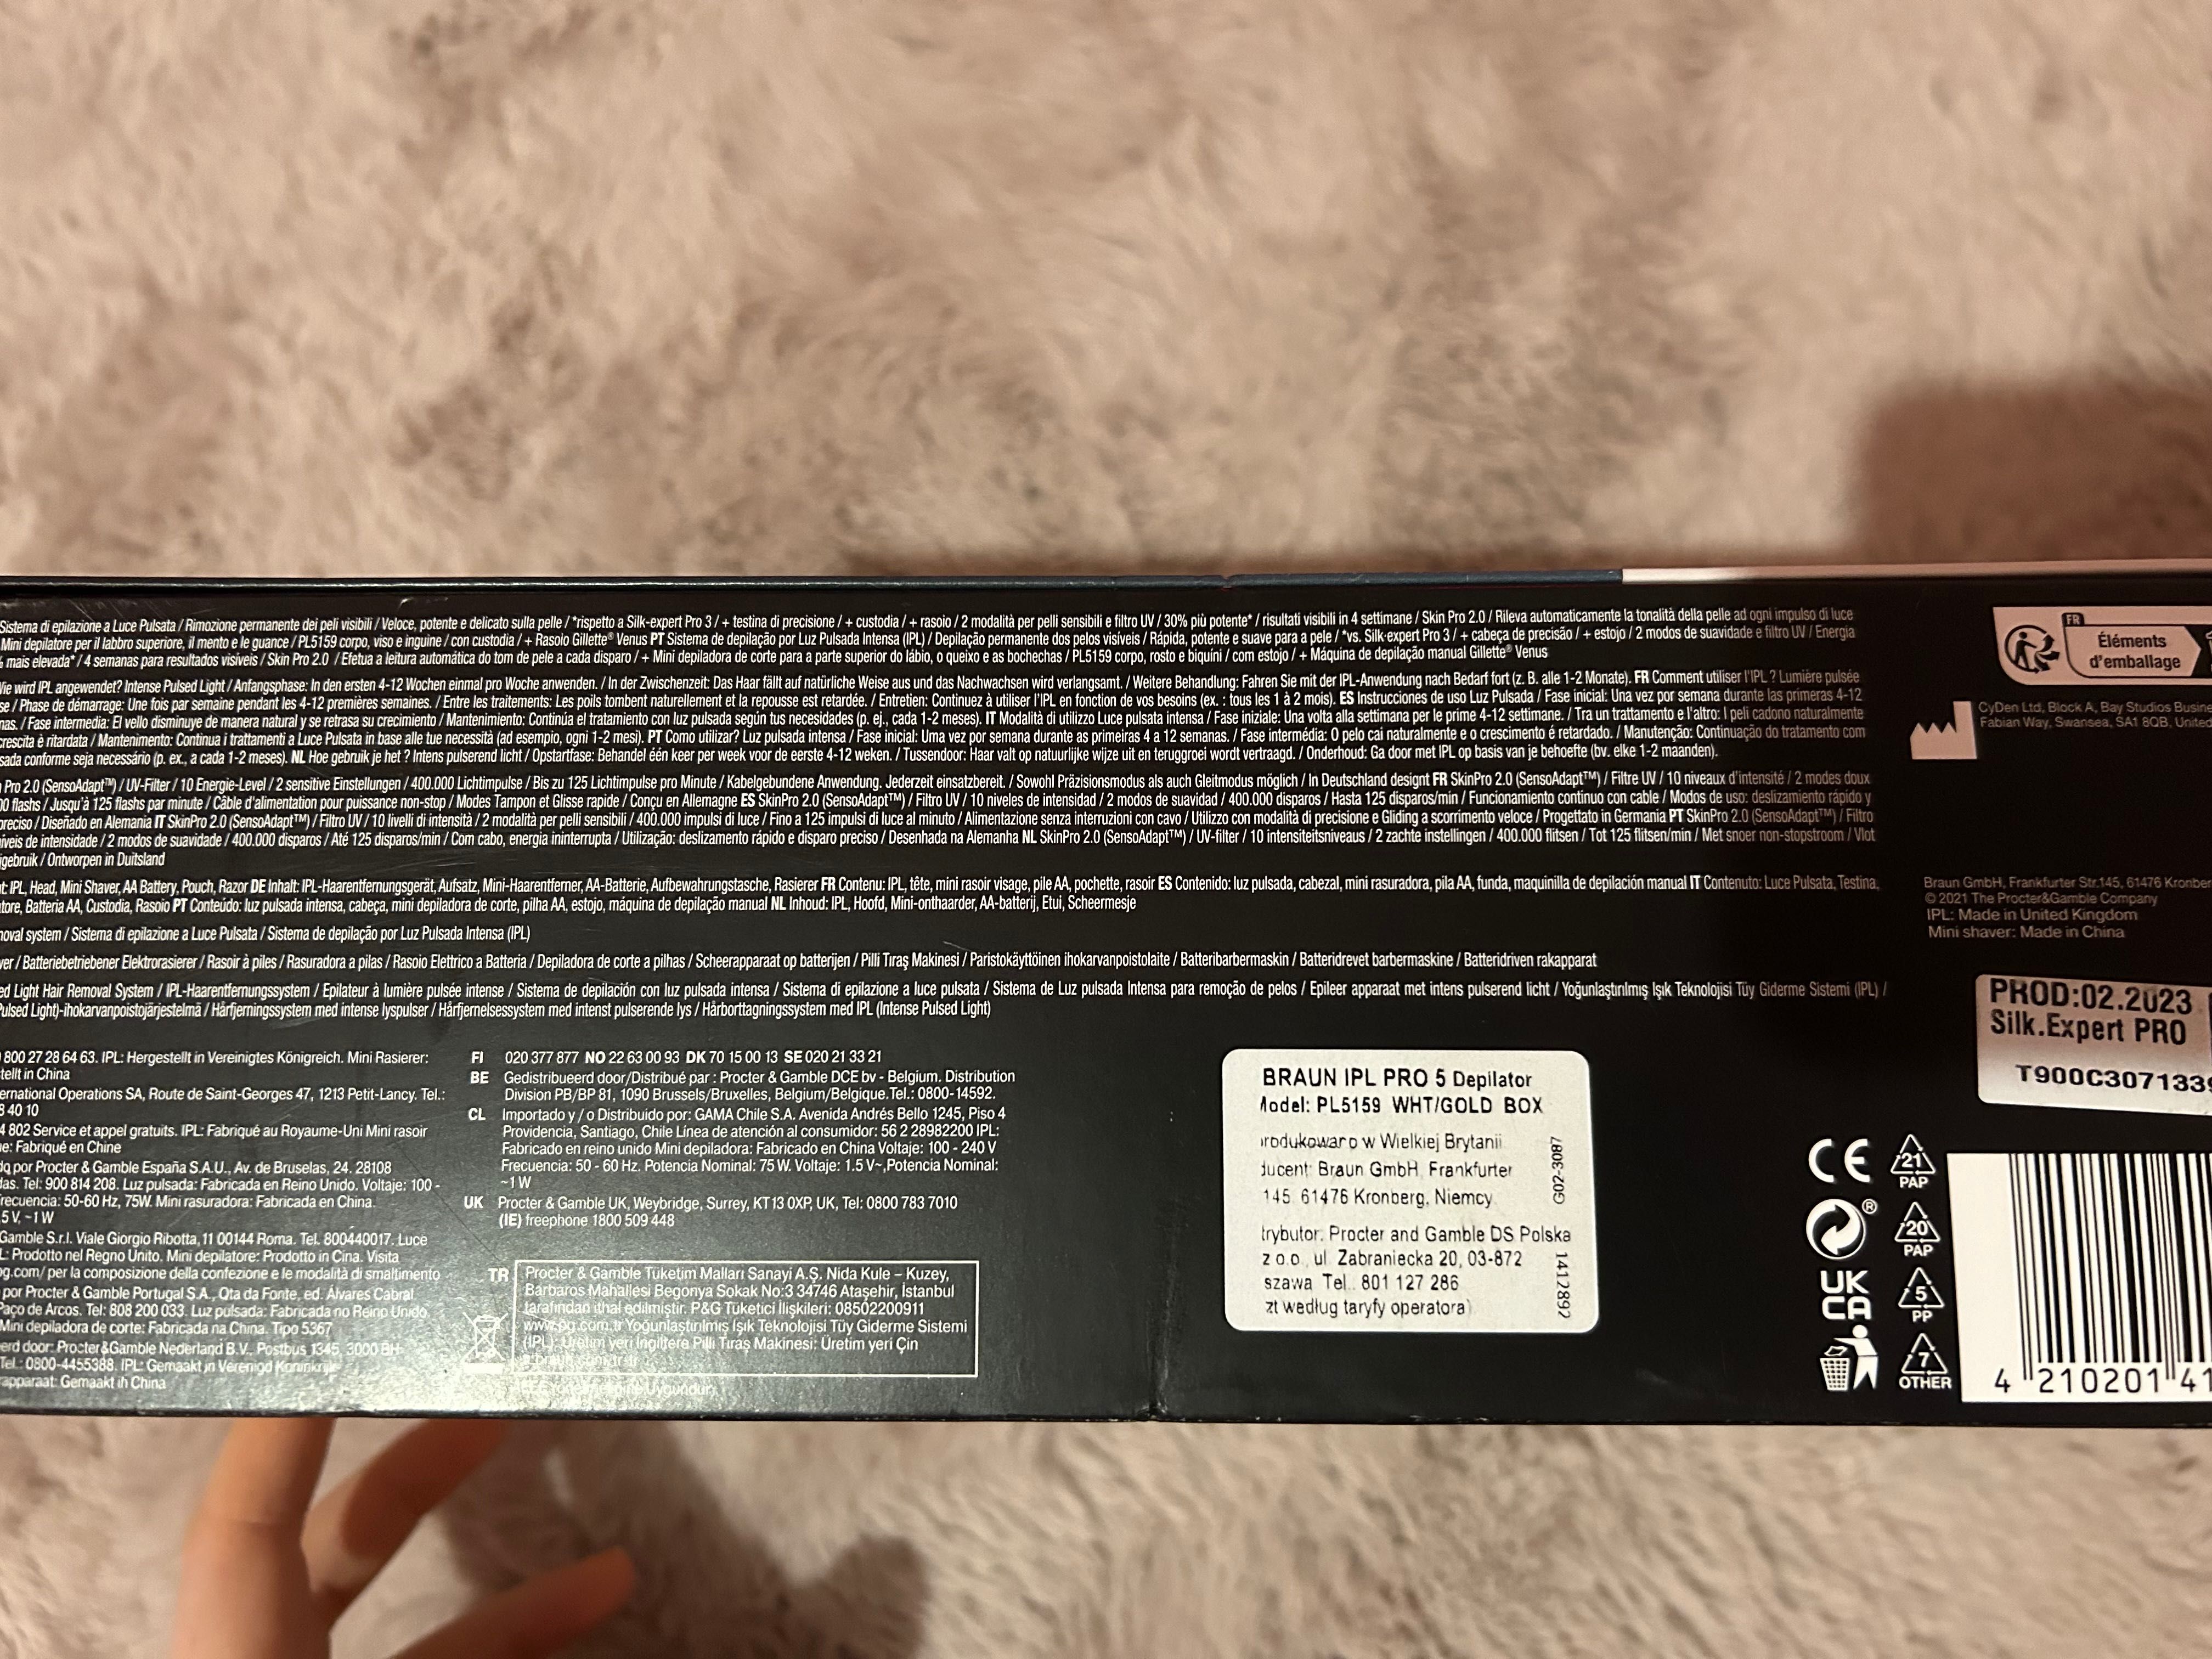 Sistema di epilazione a Luce Pulsata / Rimozione permanente dei peli visibili / Veloce, potente e delicato sulla pelle / *rispetto a Silk-expert Pro 3 / + testina di precisione / + custodia / + rasoio / 2 modalità per pelli sensibili e filtro UV / 30% più potente* / risultati visibili in 4 settimane / Skin Pro 2.0 / Rileva automaticamente la tonalità della pelle ad ogni impulso di luce
Mini depilatore per il labbro superiore, il mento e le guance / PL5159 corpo, viso e inguine / con custodia / + Rasoio Gillette® Venus PT Sistema de depilação por Luz Pulsada Intensa (IPL) / Depilação permanente dos pelos visíveis / Rápida, potente e suave para a pele / *vs. Silk-expert Pro 3 / + cabeça de precisão / + estojo / 2 modos de suavidade e filtro UV / Energia
mais elevada* / 4 semanas para resultados visíveis / Skin Pro 2.0 / Efetua a leitura automática do tom de pele a cada disparo / + Mini depiladora de corte para a parte superior do lábio, o queixo e as bochechas / PL5159 corpo, rosto e biquíni / com estojo / + Máquina de depilação manual Gillette® Venus
wird IPL angewendet? Intense Pulsed Light / Anfangsphase: In den ersten 4-12 Wochen einmal pro Woche anwenden. / In der Zwischenzeit: Das Haar fällt auf natürliche Weise aus und das Nachwachsen wird verlangsamt. / Weitere Behandlung: Fahren Sie mit der IPL-Anwendung nach Bedarf fort (z. B. alle 1-2 Monate). FR Comment utiliser l'IPL ? Lumière pulsée
se / Phase de démarrage: Une fois par semaine pendant les 4-12 premières semaines. / Entre les traitements: Les poils tombent naturellement et la repousse est retardée. / Entretien: Continuez à utiliser l'IPL en fonction de vos besoins (ex. : tous les 1 à 2 mois). ES Instrucciones de uso Luz Pulsada / Fase inicial: Una vez por semana durante las primeras 4-12
nas. / Fase intermedia: El vello disminuye de manera natural y se retrasa su crecimiento / Mantenimiento: Continúa el tratamiento con luz pulsada según tus necesidades (p. ej., cada 1-2 meses). IT Modalità di utilizzo Luce pulsata intensa / Fase iniziale: Una volta alla settimana per le prime 4-12 settimane. / Tra un trattamento e l'altro: I peli cadono naturalmente
crescita è ritardata / Mantenimento: Continua i trattamenti a Luce Pulsata in base alle tue necessità (ad esempio, ogni 1-2 mesi). PT Como utilizar? Luz pulsada intensa / Fase inicial: Uma vez por semana durante as primeiras 4 a 12 semanas. / Fase intermédia: O pelo cai naturalmente e o crescimento é retardado. / Manutenção: Continuação do tratamento com
sada conforme seja necessário (p. ex., a cada 1-2 meses). NL Hoe gebruik je het ? Intens pulserend licht / Opstartfase: Behandel één keer per week voor de eerste 4-12 weken. / Tussendoor: Haar valt op natuurlijke wijze uit en teruggroei wordt vertraagd. / Onderhoud: Ga door met IPL op basis van je behoefte (bv. elke 1-2 maanden).
Pro 2.0 (SensoAdapt™) / UV-Filter / 10 Energie-Level / 2 sensitive Einstellungen / 400.000 Lichtimpulse / Bis zu 125 Lichtimpulse pro Minute / Kabelgebundene Anwendung. Jederzeit einsatzbereit. / Sowohl Präzisionsmodus als auch Gleitmodus möglich / In Deutschland designt FR SkinPro 2.0 (SensoAdapt™) / Filtre UV / 10 niveaux d'intensité / 2 modes doux
00 flashs / Jusqu'à 125 flashs par minute / Câble d'alimentation pour puissance non-stop / Modes Tampon et Glisse rapide / Conçu en Allemagne ES SkinPro 2.0 (SensoAdapt™) / Filtro UV / 10 niveles de intensidad / 2 modos de suavidad / 400.000 disparos / Hasta 125 disparos/min / Funcionamiento continuo con cable / Modos de uso: deslizamiento rápido y
preciso / Diseñado en Alemania IT SkinPro 2.0 (SensoAdapt™) / Filtro UV / 10 livelli di intensità / 2 modalità per pelli sensibili / 400.000 impulsi di luce / Fino a 125 impulsi di luce al minuto / Alimentazione senza interruzioni con cavo / Utilizzo con modalità di precisione e Gliding a scorrimento veloce / Progettato in Germania PT SkinPro 2.0 (SensoAdapt™) / Filtro
íveis de intensidade / 2 modos de suavidade / 400.000 disparos / Até 125 disparos/min / Com cabo, energia ininterrupta / Utilização: deslizamento rápido e disparo preciso / Desenhada na Alemanha NL SkinPro 2.0 (SensoAdapt™) / UV-filter / 10 intensiteitsniveaus / 2 zachte instellingen / 400.000 flitsen / Tot 125 flitsen/min / Met snoer non-stopstroom / Vlot
gebruik / Ontworpen in Duitsland
t: IPL, Head, Mini Shaver, AA Battery, Pouch, Razor DE Inhalt: IPL-Haarentfernungsgerät, Aufsatz, Mini-Haarentferner, AA-Batterie, Aufbewahrungstasche, Rasierer FR Contenu: IPL, tête, mini rasoir visage, pile AA, pochette, rasoir ES Contenido: luz pulsada, cabezal, mini rasuradora, pila AA, funda, maquinilla de depilación manual IT Contenuto: Luce Pulsata, Testina,
tore, Batteria AA, Custodia, Rasoio PT Conteúdo: luz pulsada intensa, cabeça, mini depiladora de corte, pilha AA, estojo, máquina de depilação manual NL Inhoud: IPL, Hoofd, Mini-onthaarder, AA-batterij, Etui, Scheermesje
moval system / Sistema di epilazione a Luce Pulsata / Sistema de depilação por Luz Pulsada Intensa (IPL)
ver / Batteriebetriebener Elektrorasierer / Rasoir à piles / Rasuradora a pilas / Rasoio Elettrico a Batteria / Depiladora de corte a pilhas / Scheerapparaat op batterijen / Pilli Tıraş Makinesi / Paristokäyttöinen ihokarvanpoistolaite / Batteribarbermaskin / Batteridrevet barbermaskine / Batteridriven rakapparat
ed Light Hair Removal System / IPL-Haarentfernungssystem / Epilateur à lumière pulsée intense / Sistema de depilación con luz pulsada intensa / Sistema di epilazione a luce pulsata / Sistema de Luz pulsada Intensa para remoção de pelos / Epileer apparaat met intens pulserend licht / Yoğunlaştırılmış Işık Teknolojisi Tüy Giderme Sistemi (IPL) /
Pulsed Light)-ihokarvanpoistojärjestelmä / Hårfjerningssystem med intense lyspulser / Hårfjernelsessystem med intenst pulserende lys / Hårborttagningssystem med IPL (Intense Pulsed Light)
800 27 28 64 63. IPL: Hergestellt in Vereinigtes Königreich. Mini Rasierer:
tellt in China
ernational Operations SA, Route de Saint-Georges 47, 1213 Petit-Lancy. Tel.:
8 40 10
4 802 Service et appel gratuits. IPL: Fabriqué au Royaume-Uni Mini rasoir
e: Fabriqué en Chine
do por Procter & Gamble España S.A.U., Av. de Bruselas, 24. 28108
das. Tel: 900 814 208. Luz pulsada: Fabricada en Reino Unido. Voltaje: 100 -
recuencia: 50-60 Hz, 75W. Mini rasuradora: Fabricada en China.
.5 V, ~1 W
Gamble S.r.l. Viale Giorgio Ribotta, 11 00144 Roma. Tel. 800440017. Luce
L: Prodotto nel Regno Unito. Mini depilatore: Prodotto in Cina. Visita
pg.com/ per la composizione della confezione e le modalità di smaltimento
por Procter & Gamble Portugal S.A., Qta da Fonte, ed. Álvares Cabral,
Paço de Arcos. Tel: 808 200 033. Luz pulsada: Fabricada no Reino Unido.
Mini depiladora de corte: Fabricada na China. Tipo 5367
erd door: Procter&Gamble Nederland B.V., Postbus 1345, 3000 BH-
Tel.: 0800-4455388. IPL: Gemaakt in Verenigd Koninkrijk
apparaat: Gemaakt in China
FI 020 377 877 NO 22 63 00 93 DK 70 15 00 13 SE 020 21 33 21
BE Gedistribueerd door/Distribué par : Procter & Gamble DCE bv - Belgium. Distribution
Division PB/BP 81, 1090 Brussels/Bruxelles, Belgium/Belgique.Tel.: 0800-14592.
CL Importado y / o Distribuido por: GAMA Chile S.A. Avenida Andrés Bello 1245, Piso 4
Providencia, Santiago, Chile Línea de atención al consumidor: 56 2 28982200 IPL:
Fabricado en reino unido Mini depiladora: Fabricado en China Voltaje: 100 - 240 V
Frecuencia: 50 - 60 Hz. Potencia Nominal: 75 W. Voltaje: 1.5 V~,Potencia Nominal:
~1 W
UK Procter & Gamble UK, Weybridge, Surrey, KT13 0XP, UK, Tel: 0800 783 7010
(IE) freephone 1800 509 448
TR Procter & Gamble Tüketim Malları Sanayi A.Ş. Nida Kule – Kuzey,
Barbaros Mahallesi Begonya Sokak No:3 34746 Ataşehir, İstanbul
tarafından ithal edilmiştir. P&G Tüketici İlişkileri: 08502200911
www.pg.com.tr Yoğunlaştırılmış Işık Teknolojisi Tüy Giderme Sistemi
(IPL): Üretim yeri İngiltere Pilli Tıraş Makinesi: Üretim yeri Çin
BRAUN IPL PRO 5 Depilator
Model: PL5159 WHT/GOLD BOX
rodukowano w Wielkiej Brytanii
ducent: Braun GmbH, Frankfurter
145, 61476 Kronberg, Niemcy.
trybutor: Procter and Gamble DS Polska
z o.o., ul. Zabraniecka 20, 03-872
szawa Tel.: 801 127 286
zt według taryfy operatora)
G02-3087
1412892
FR
Éléments
d'emballage
CyDen Ltd, Block A, Bay Studios Busine
Fabian Way, Swansea, SA1 8QB, United
Braun GmbH, Frankfurter Str.145, 61476 Kronber
© 2021 The Procter&Gamble Company
IPL: Made in United Kingdom
Mini shaver: Made in China
PROD:02.2023
Silk.Expert PRO
T900C307133
CE
21
PAP
20
PAP
UK
CA
5
PP
7
OTHER
4 210201 41